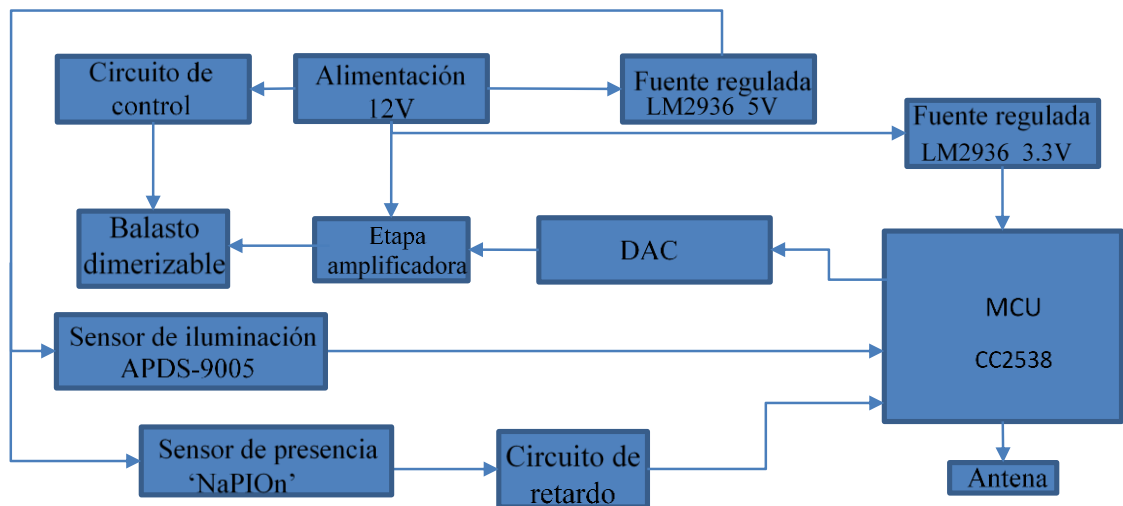 Circuito de
control
Alimentación
12V
Fuente regulada
LM2936  5V
Fuente regulada
LM2936  3.3V
Balasto
dimerizable
Etapa
amplificadora
DAC
MCU
CC2538
Sensor de iluminación
APDS-9005
Sensor de presencia
‘NaPIOn’
Circuito de
retardo
Antena